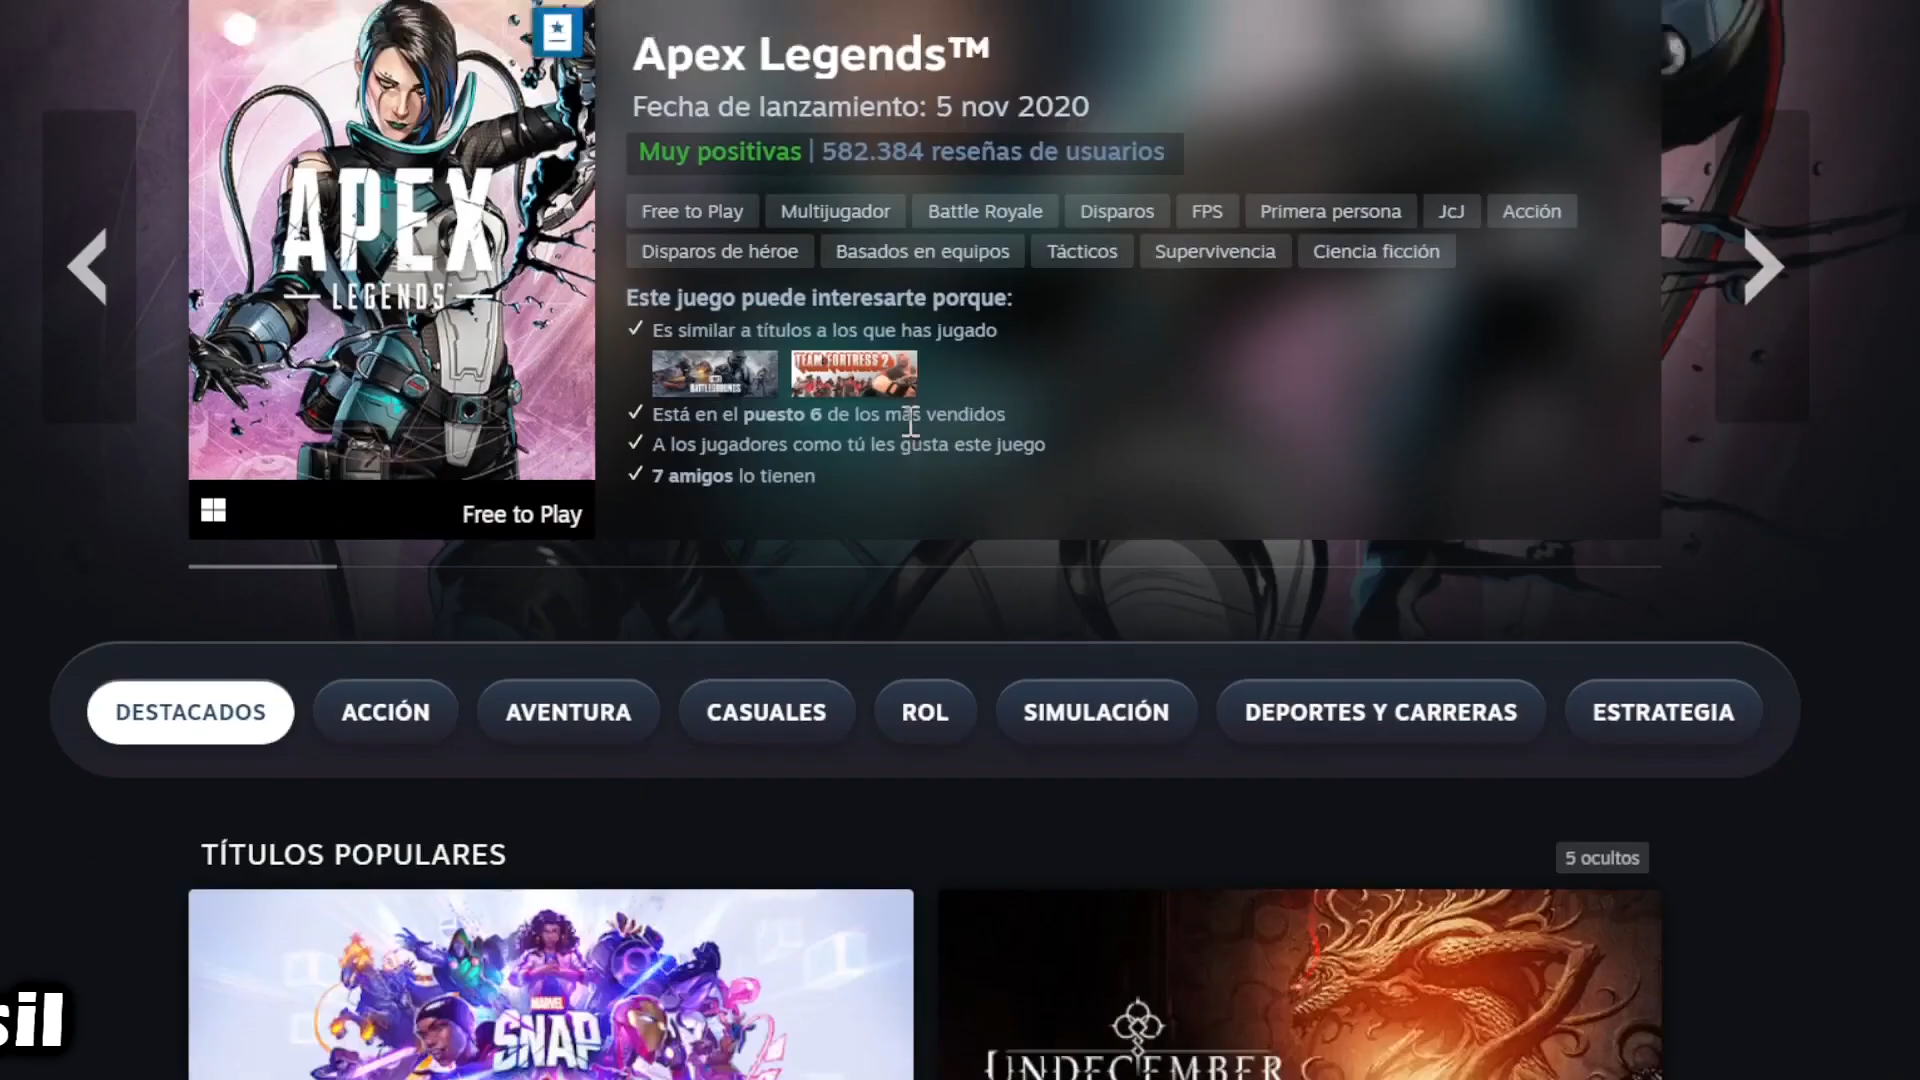 Apex Legends™
Fecha de lanzamiento: 5 nov 2020
Muy positivas | 582.384 reseñas de usuarios
Free to Play Multijugador Battle Royale Disparos FPS Primera persona JcJ Acción
Disparos de héroe Basados en equipos Tácticos Supervivencia Ciencia ficción
Este juego puede interesarte porque:
✓ Es similar a títulos a los que has jugado
BATTLEGROUNDS TEAM FORTRESS 2
✓ Está en el puesto 6 de los más vendidos
✓ A los jugadores como tú les gusta este juego
✓ 7 amigos lo tienen
APEX
LEGENDS
Free to Play
DESTACADOS ACCIÓN AVENTURA CASUALES ROL SIMULACIÓN DEPORTES Y CARRERAS ESTRATEGIA
TÍTULOS POPULARES
5 ocultos
MARVEL
SNAP
UNDECEMBER
sil